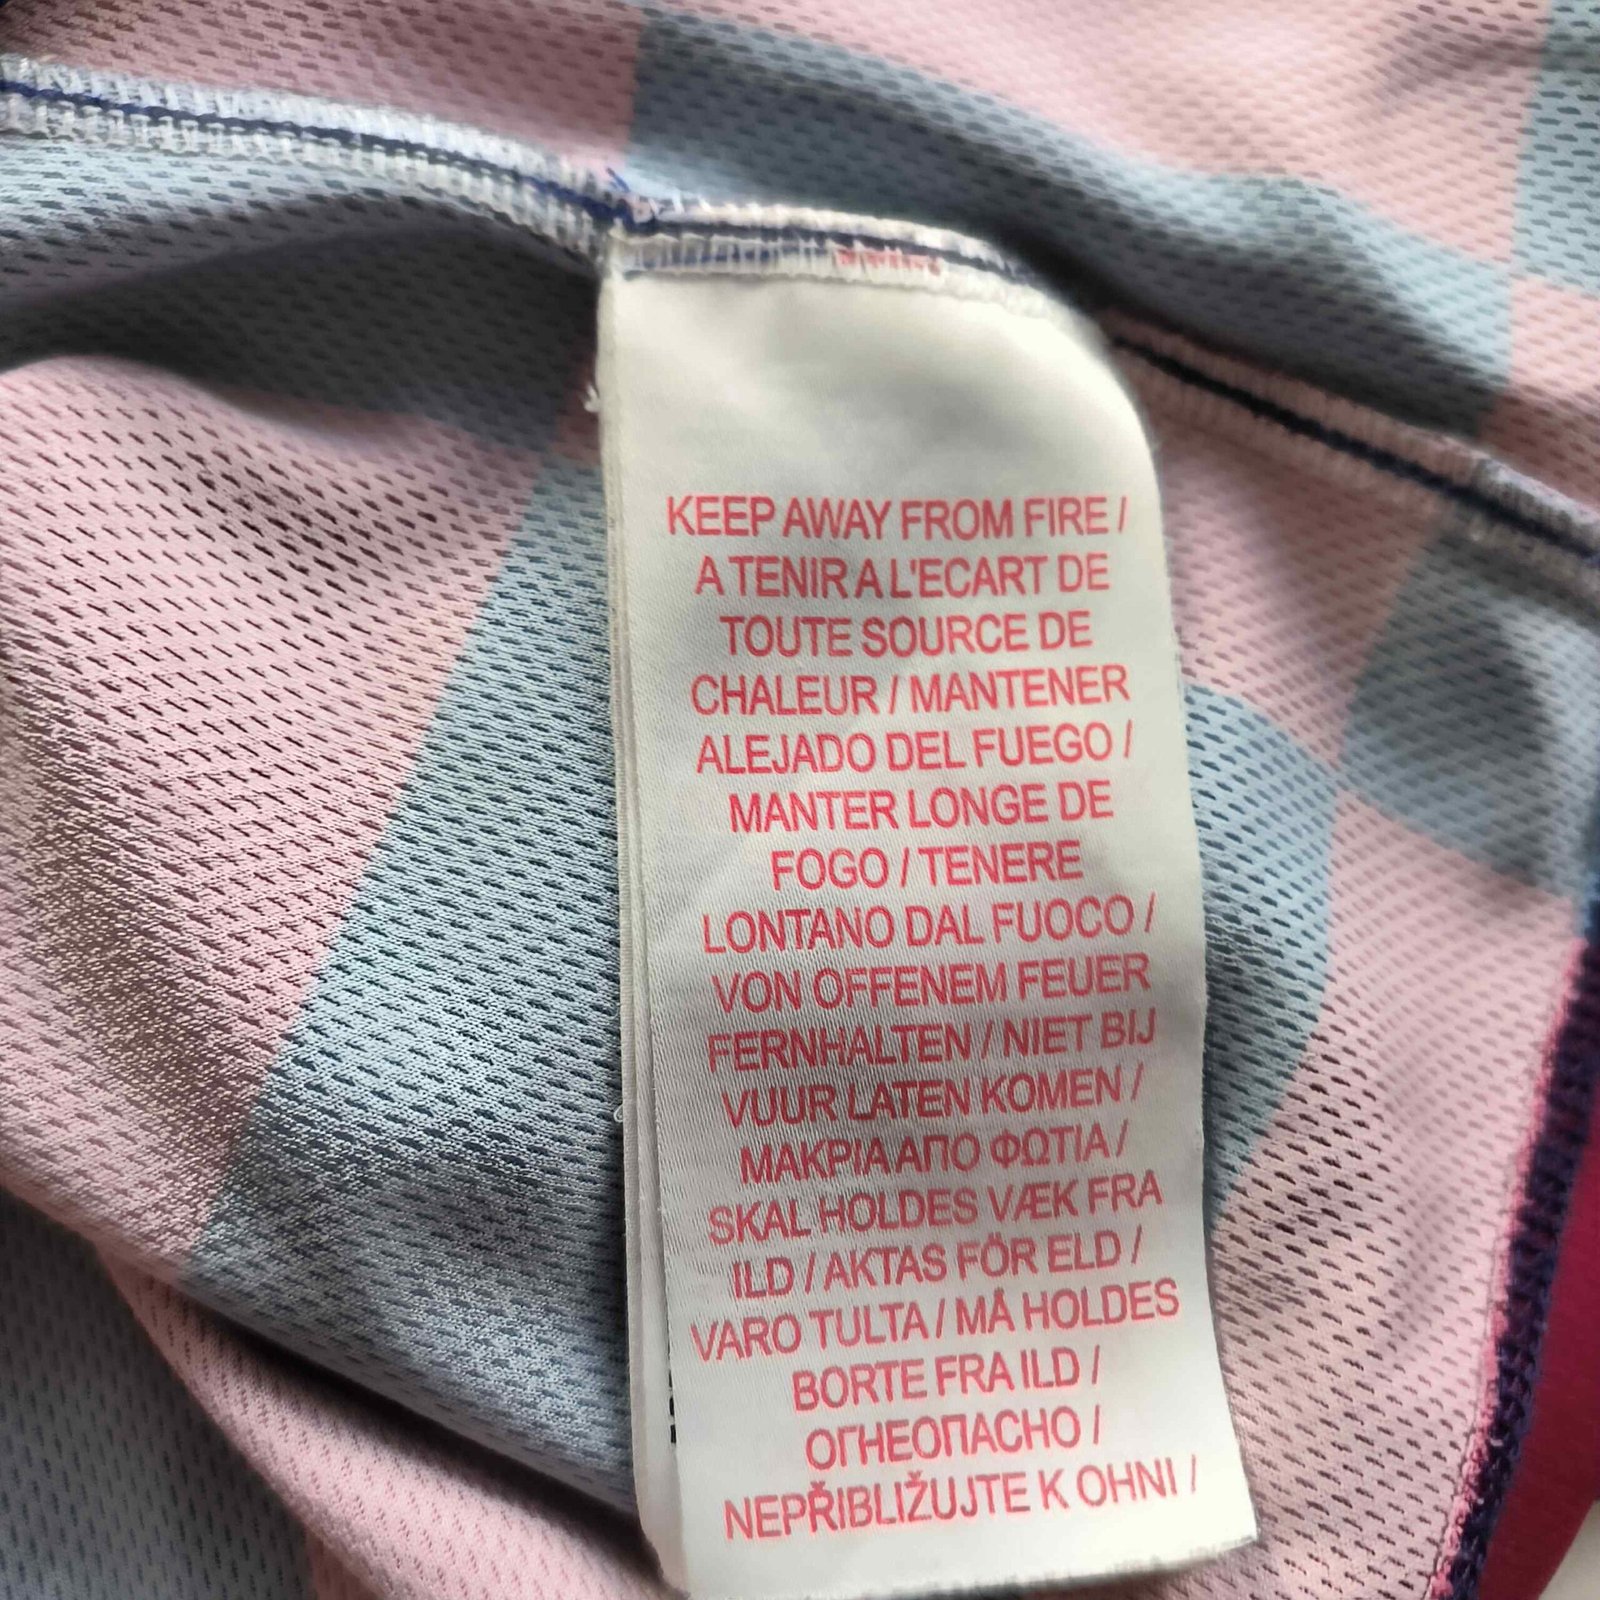 KEEP AWAY FROM FIRE /
A TENIR A L'ECART DE
TOUTE SOURCE DE
CHALEUR / MANTENER
ALEJADO DEL FUEGO /
MANTER LONGE DE
FOGO / TENERE
LONTANO DAL FUOCO /
VON OFFENEM FEUER
FERNHALTEN / NIET BIJ
VUUR LATEN KOMEN /
ΜΑΚΡΙΑ ΑΠΟ ΦΩΤΙΑ /
SKAL HOLDES VÆK FRA
ILD / AKTAS FÖR ELD /
VARO TULTA / MÅ HOLDES
BORTE FRA ILD /
ОГНЕОПАСНО /
NEPŘIBLIŽUJTE K OHNI /